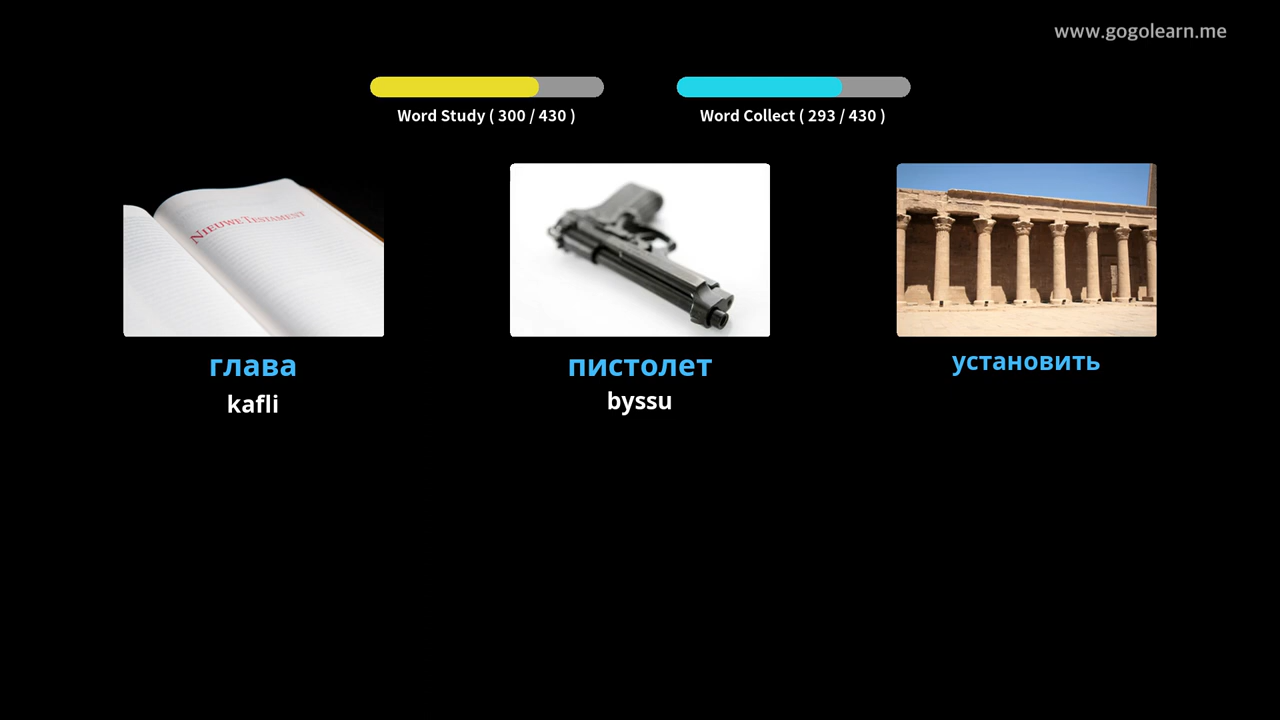 www.gogolearn.me
Word Study ( 300 / 430 )
Word Collect ( 293 / 430 )
NIEUWE TESTAMENT
глава
пистолет
установить
kafli
byssu